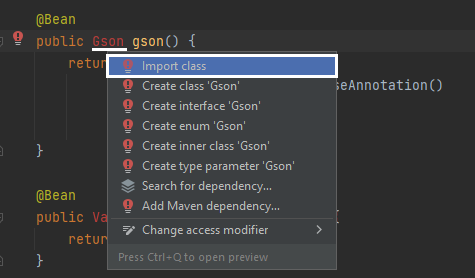 @Bean
public Gson gson() {
retur
Import class
Create class 'Gson'
seAnnotation()
Create interface 'Gson'
Create enum 'Gson'
Create inner class 'Gson'
}
Create type parameter 'Gson'
Search for dependency...
@Bean
Add Maven dependency...
public Va
{
Change access modifier
retur
Press Ctrl+Q to open preview
}